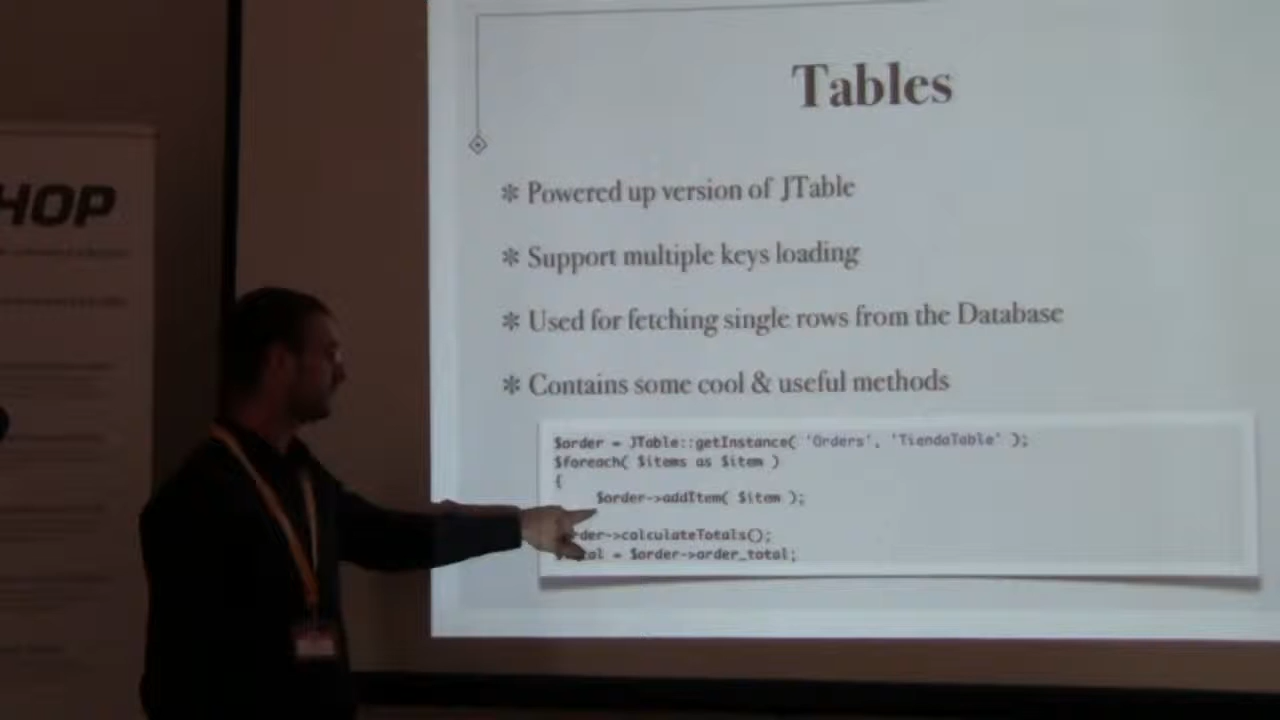 HOP
Tables
* Powered up version of JTable
* Support multiple keys loading
* Used for fetching single rows from the Database
* Contains some cool & useful methods
$order = JTable::getInstance( 'Orders', 'TiendaTable' );
$foreach( $items as $item )
{
$order->addItem( $item );
rder->calculateTotals();
= $order->order_total;